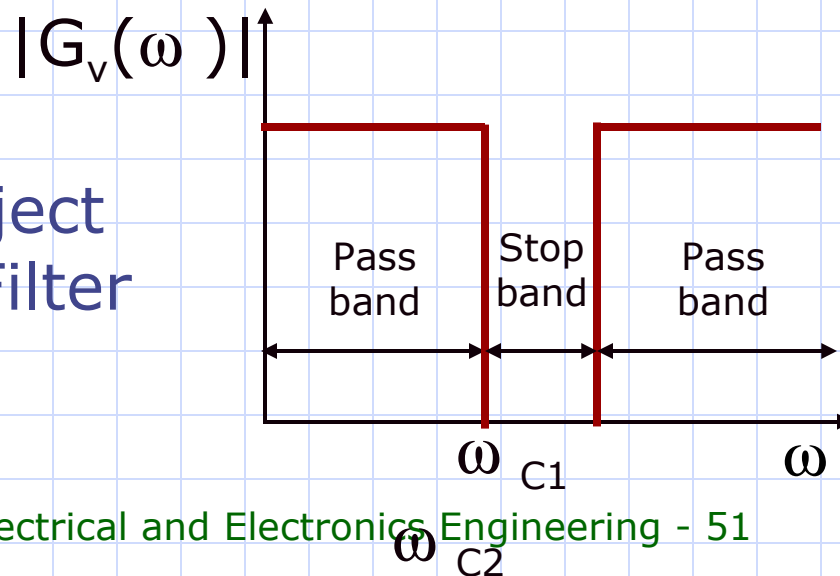 |Gv(ω )|
ject
Filter
Pass band
Stop band
Pass band
ω C1
ω
ectrical and Electronics Engineering - 51
ω C2